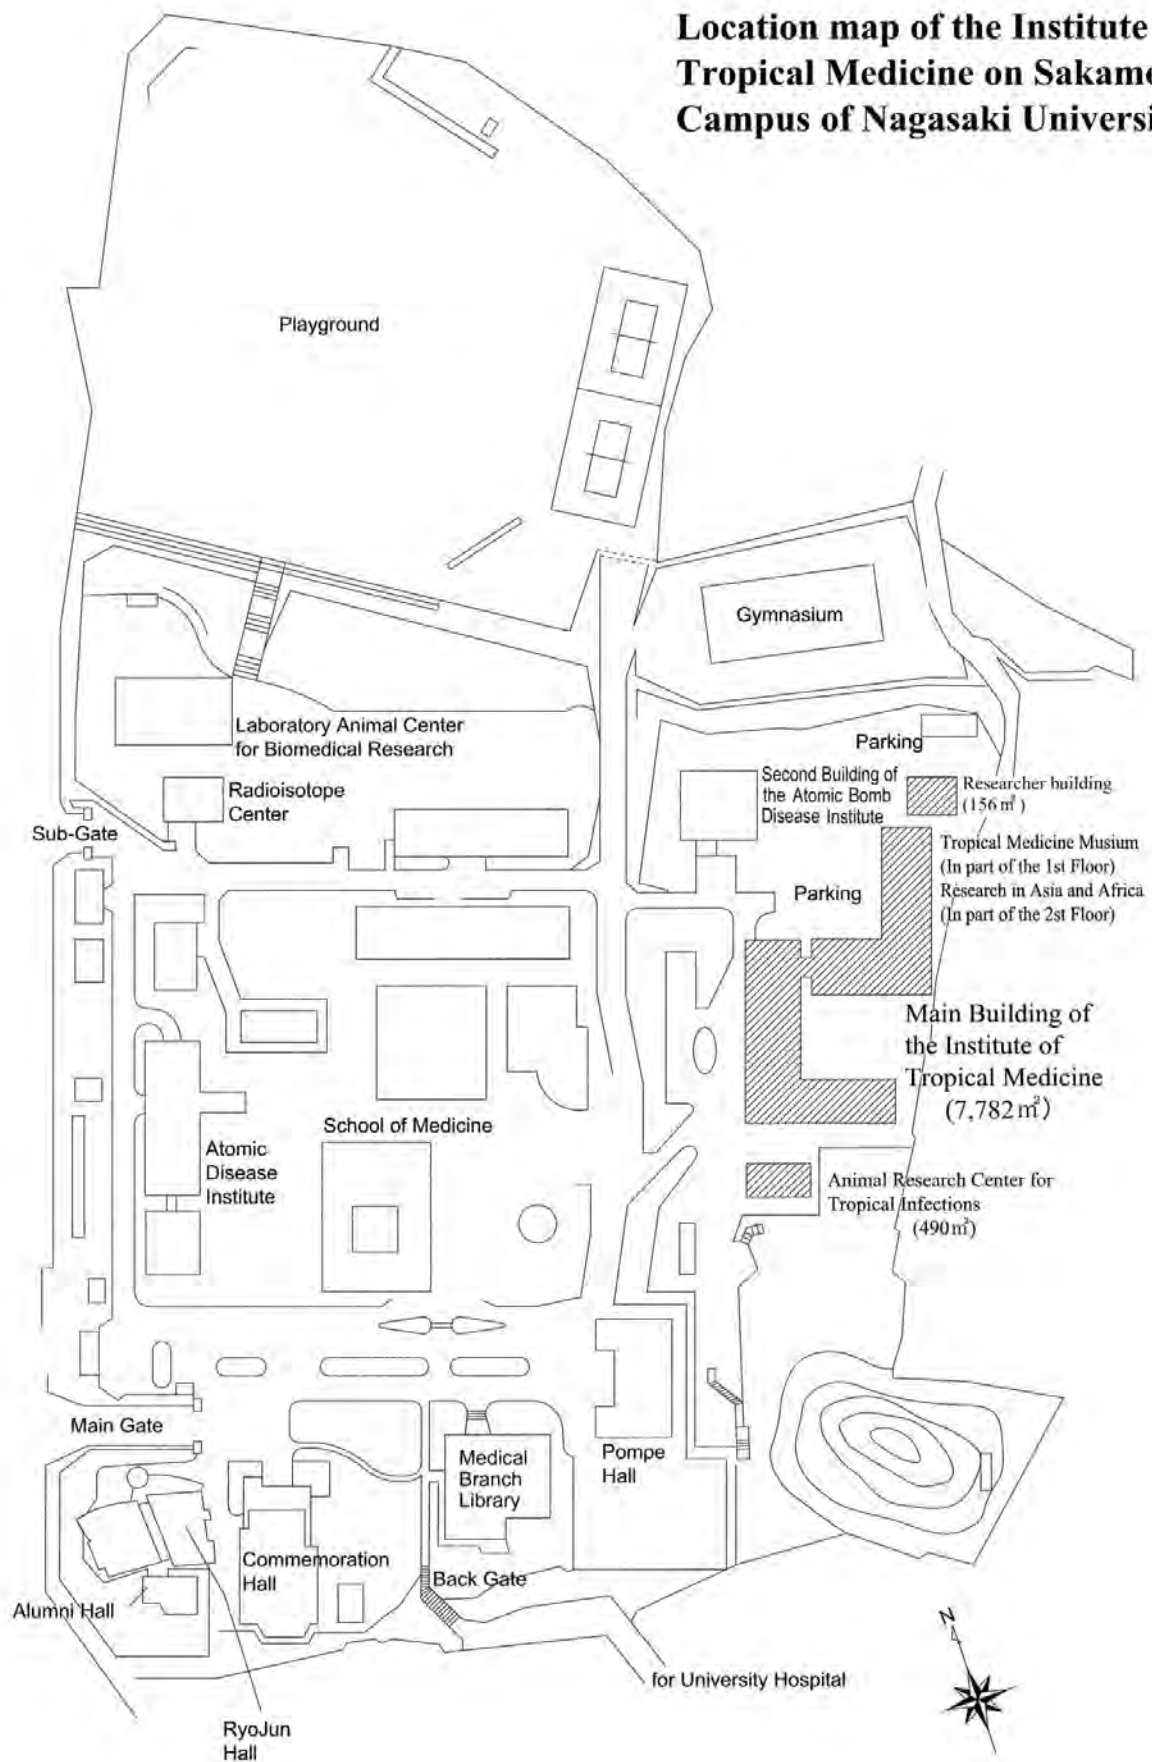 Location map of the Institute
Tropical Medicine on
Campus of Nagasaki
Playground
Gymnasium
Laboratory Animal Center
for Biomedical Research
Parking
Radioisotope
Center
Second Building of
the Atomic Bomb
Disease Institute
Researcher building
(156㎡)
Sub-Gate
Tropical Medicine Musium
(In part of the 1st Floor)
Research in Asia and Africa
(In part of the 2st Floor)
Parking
Main Building of
the Institute of
Tropical Medicine
(7,782㎡)
School of Medicine
Atomic
Disease
Institute
Animal Research Center for
Tropical Infections
(490㎡)
Main Gate
Medical
Branch
Library
Pompe
Hall
Commemoration
Hall
Back Gate
Alumni Hall
N
for University Hospital
RyoJun
Hall